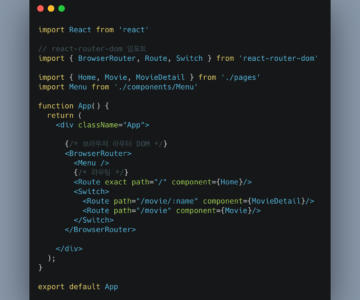 import React from 'react'
// react-router-dom 임포트
import { BrowserRouter, Route, Switch } from 'react-router-dom'
import { Home, Movie, MovieDetail } from './pages'
import Menu from './components/Menu'
function App() {
return (
<div className="App">
{/* 브라우저 라우터 DOM */}
<BrowserRouter>
<Menu />
{/* 라우팅 */}
<Route exact path="/" component={Home}/>
<Switch>
<Route path="/movie/:name" component={MovieDetail}/>
<Route path="/movie" component={Movie}/>
</Switch>
</BrowserRouter>
</div>
);
}
export default App